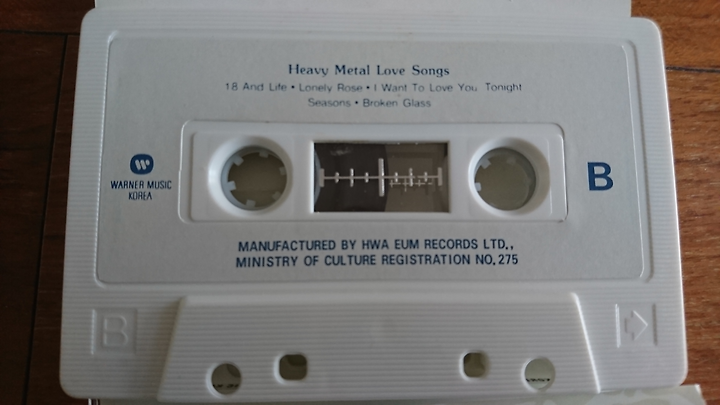 Heavy Metal Love Songs
18 And Life • Lonely Rose • I Want To Love You Tonight
Seasons • Broken Glass
WARNER MUSIC
KOREA
B
MANUFACTURED BY HWA EUM RECORDS LTD.,
MINISTRY OF CULTURE REGISTRATION NO. 275
B